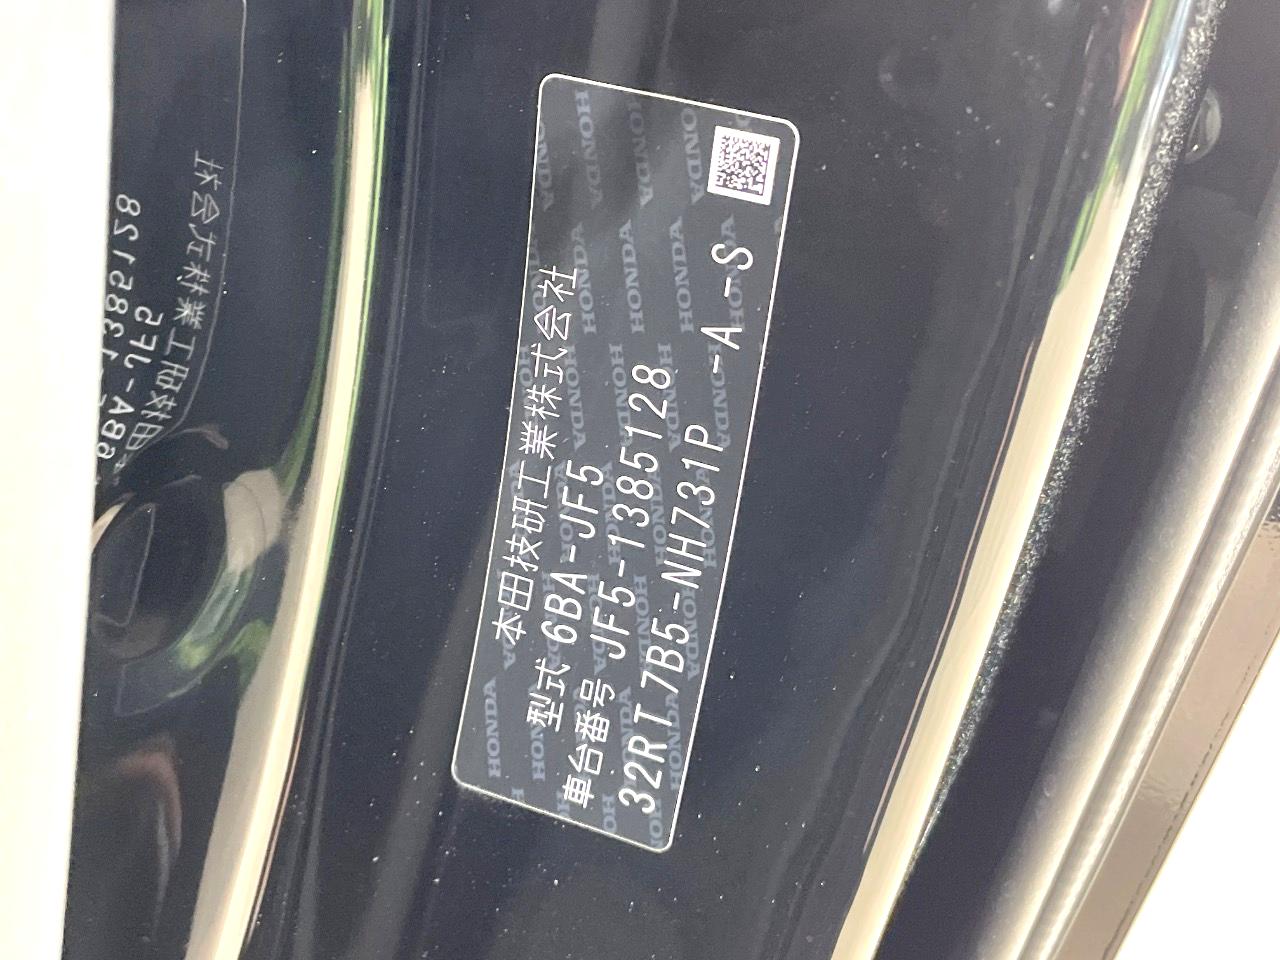 本田技研工業株式会社
型式 6BA-JF5
車台番号 JF5-1385128
32RT7B5-NH731P -A-S